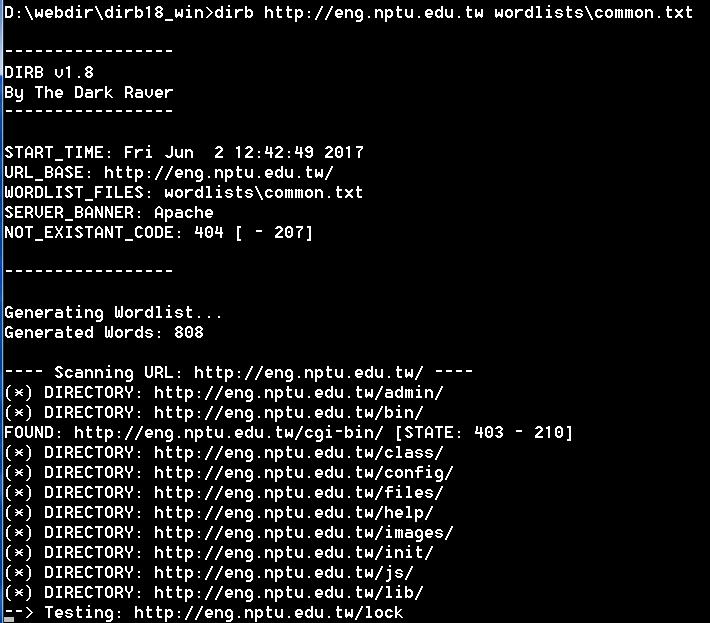 D:\webdir\dirb18_win>dirb http://eng.nptu.edu.tw wordlists\common.txt
-----------------
DIRB v1.8
By The Dark Raver
-----------------
START_TIME: Fri Jun  2 12:42:49 2017
URL_BASE: http://eng.nptu.edu.tw/
WORDLIST_FILES: wordlists\common.txt
SERVER_BANNER: Apache
NOT_EXISTANT_CODE: 404 [ - 207]
-----------------
Generating Wordlist...
Generated Words: 808
---- Scanning URL: http://eng.nptu.edu.tw/ ----
(*) DIRECTORY: http://eng.nptu.edu.tw/admin/
(*) DIRECTORY: http://eng.nptu.edu.tw/bin/
FOUND: http://eng.nptu.edu.tw/cgi-bin/ [STATE: 403 - 210]
(*) DIRECTORY: http://eng.nptu.edu.tw/class/
(*) DIRECTORY: http://eng.nptu.edu.tw/config/
(*) DIRECTORY: http://eng.nptu.edu.tw/files/
(*) DIRECTORY: http://eng.nptu.edu.tw/help/
(*) DIRECTORY: http://eng.nptu.edu.tw/images/
(*) DIRECTORY: http://eng.nptu.edu.tw/init/
(*) DIRECTORY: http://eng.nptu.edu.tw/js/
(*) DIRECTORY: http://eng.nptu.edu.tw/lib/
--> Testing: http://eng.nptu.edu.tw/lock